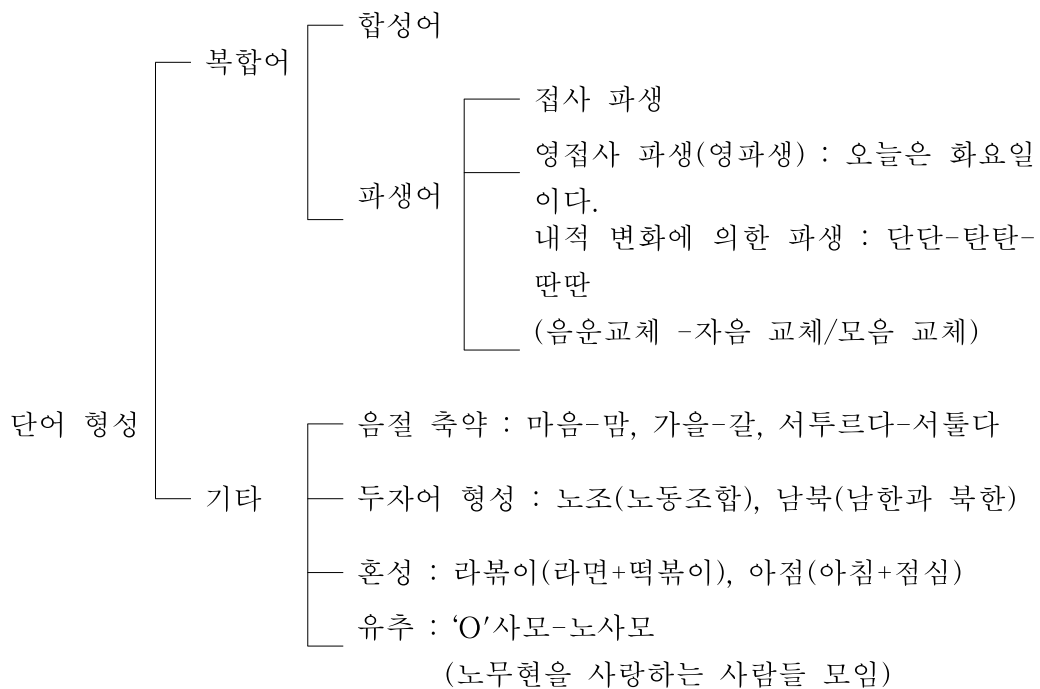 합성어
복합어
접사 파생
영접사 파생(영파생) : 오늘은 화요일
이다.
파생어
내적 변화에 의한 파생 : 단단-탄탄-
딴딴
(음운교체 -자음 교체/모음 교체)
단어 형성
음절 축약 : 마음-맘, 가을-갈, 서투르다-서툴다
기타
두자어 형성 : 노조(노동조합), 남북(남한과 북한)
혼성 : 라볶이(라면+떡볶이), 아점(아침+점심)
유추 : ‘O′사모-노사모
(노무현을 사랑하는 사람들 모임)